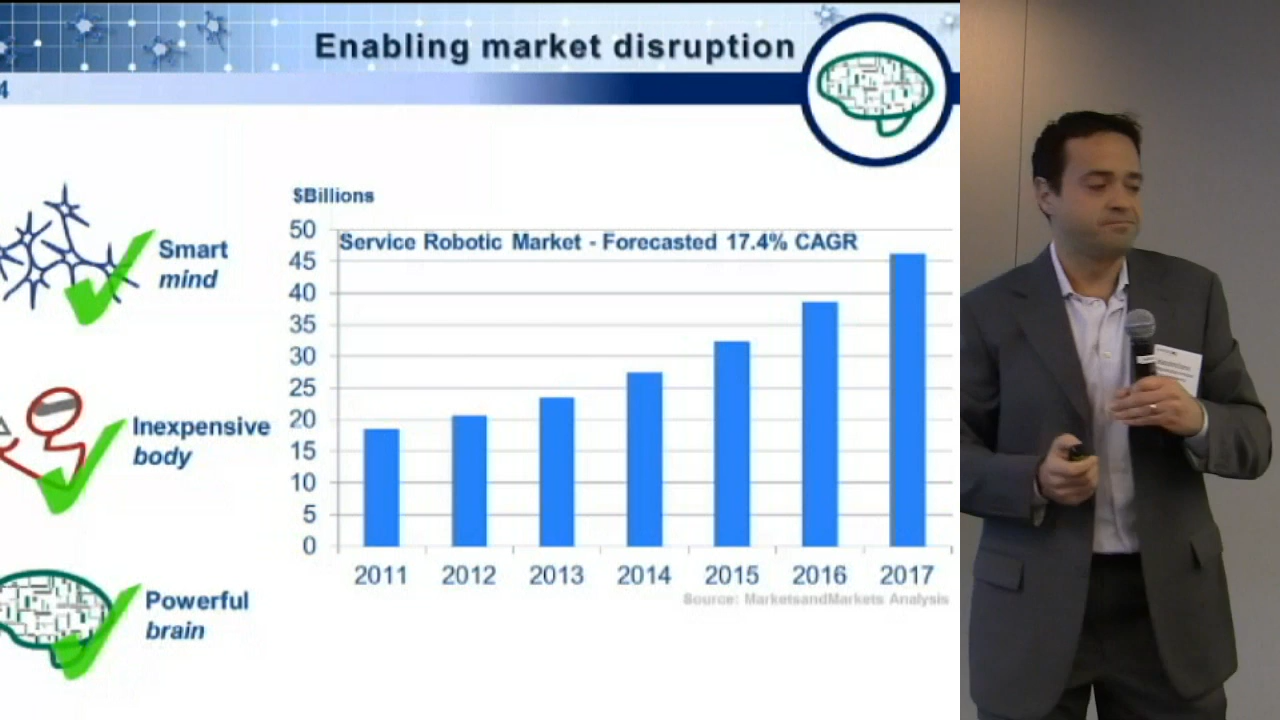 Enabling market disruption
4
Smart
mind
Inexpensive
body
Powerful
brain
$Billions
Service Robotic Market - Forecasted 17.4% CAGR
50
45
40
35
30
25
20
15
10
5
0
2011 2012 2013 2014 2015 2016 2017
Source: MarketsandMarkets Analysis